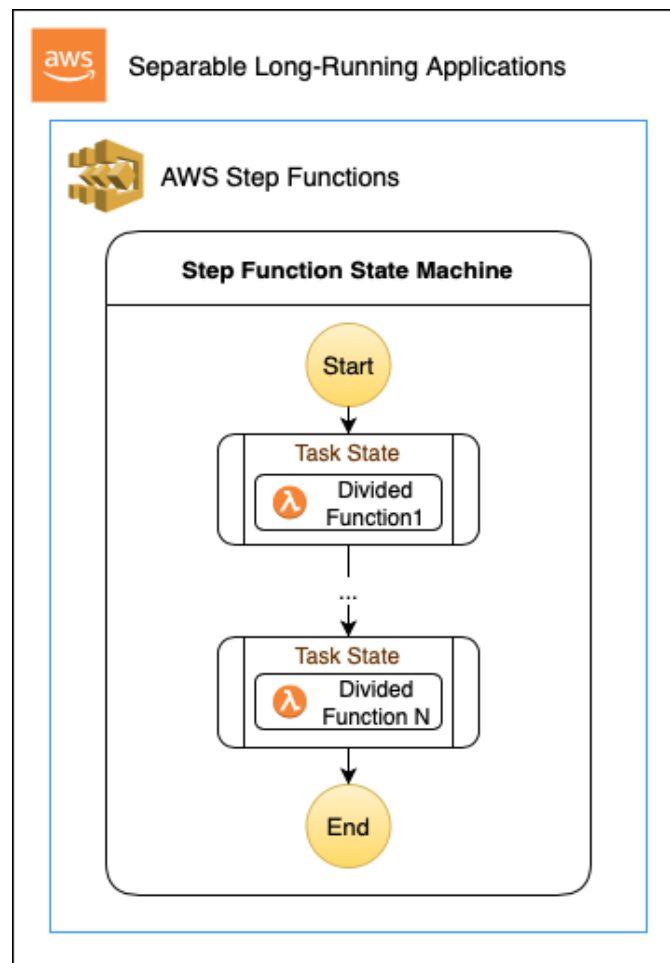 aws
Separable Long-Running Applications
AWS Step Functions
Step Function State Machine
Start
Task State
λ
Divided
Function1
...
Task State
λ
Divided
Function N
End